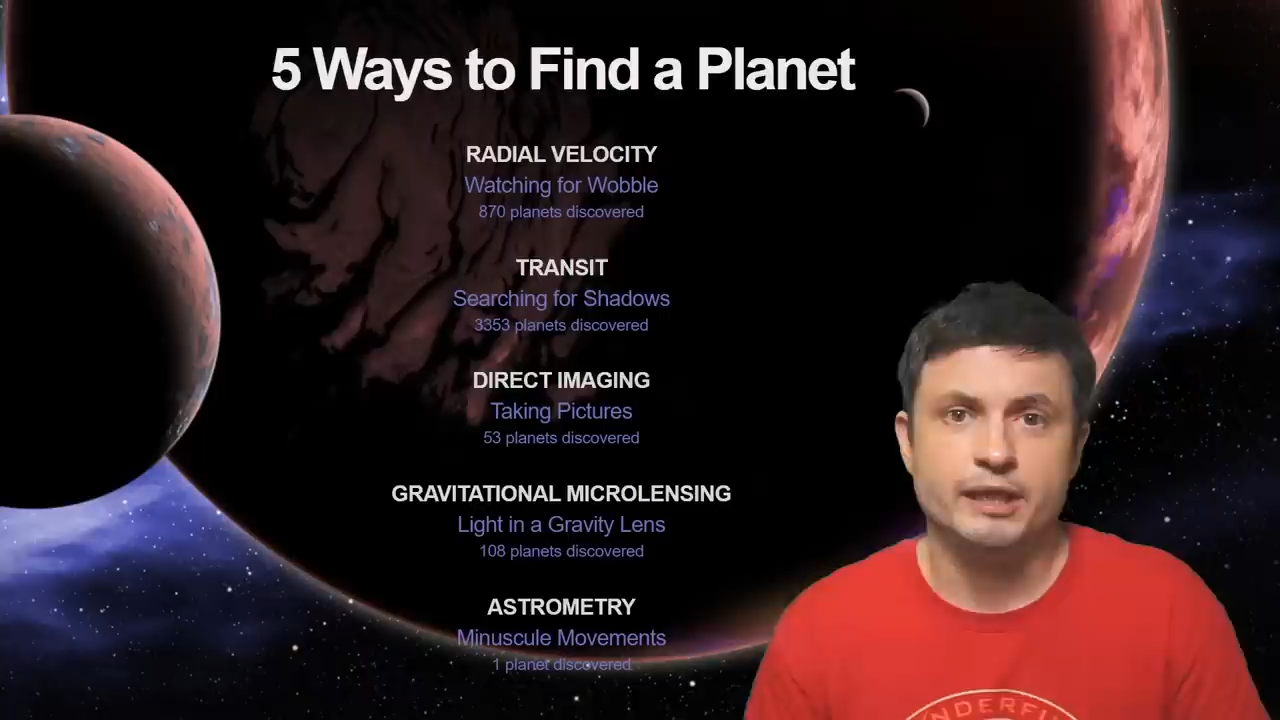 5 Ways to Find a Planet
RADIAL VELOCITY
Watching for Wobble
870 planets discovered
TRANSIT
Searching for Shadows
3353 planets discovered
DIRECT IMAGING
Taking Pictures
53 planets discovered
GRAVITATIONAL MICROLENSING
Light in a Gravity Lens
108 planets discovered
ASTROMETRY
Minuscule Movements
1 planet discovered